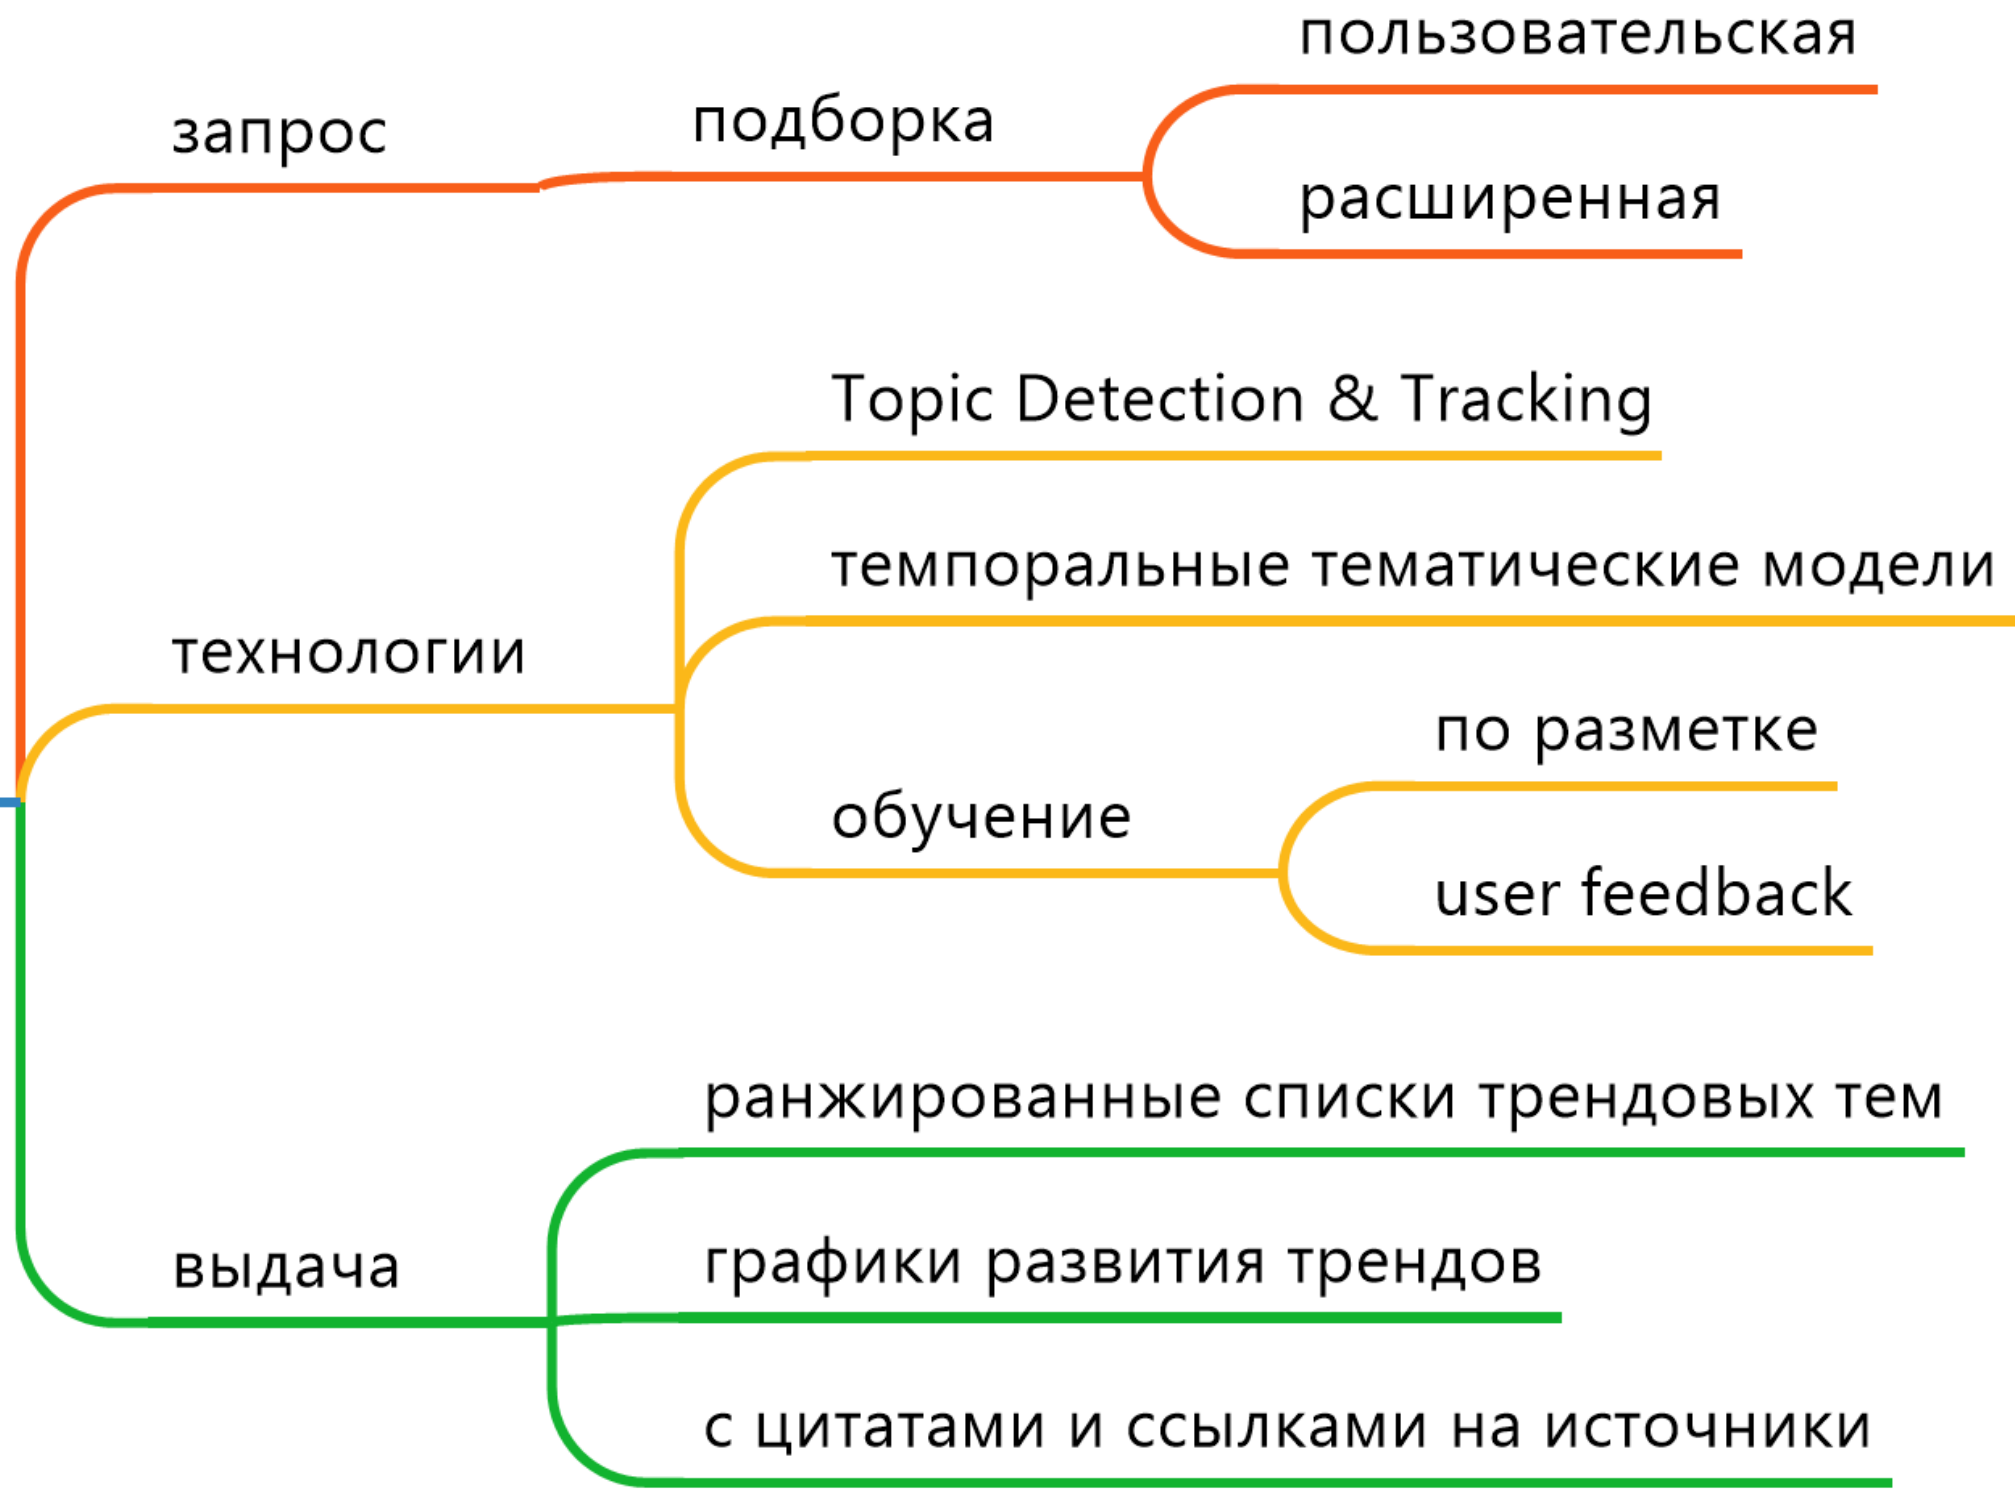 запрос
подборка
пользовательская
расширенная
технологии
Topic Detection & Tracking
темпоральные тематические модели
обучение
по разметке
user feedback
выдача
ранжированные списки трендовых тем
графики развития трендов
с цитатами и ссылками на источники